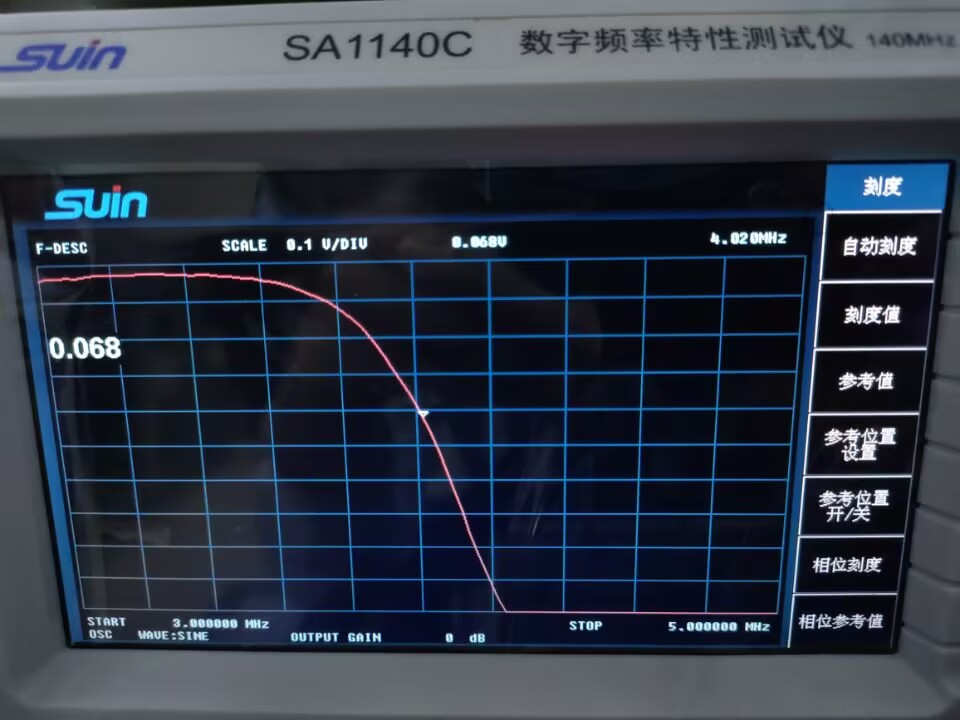 suin SA1140C 数字频率特性测试仪 140MHz
suin
刻度
F-DESC SCALE 0.1 V/DIV 0.068V 4.020MHz
自动刻度
刻度值
0.068
参考值
参考位置
设置
参考位置
开/关
相位刻度
相位参考值
START 3.000000 MHz STOP 5.000000 MHz
OSC WAVE:SINE OUTPUT GAIN 0 dB